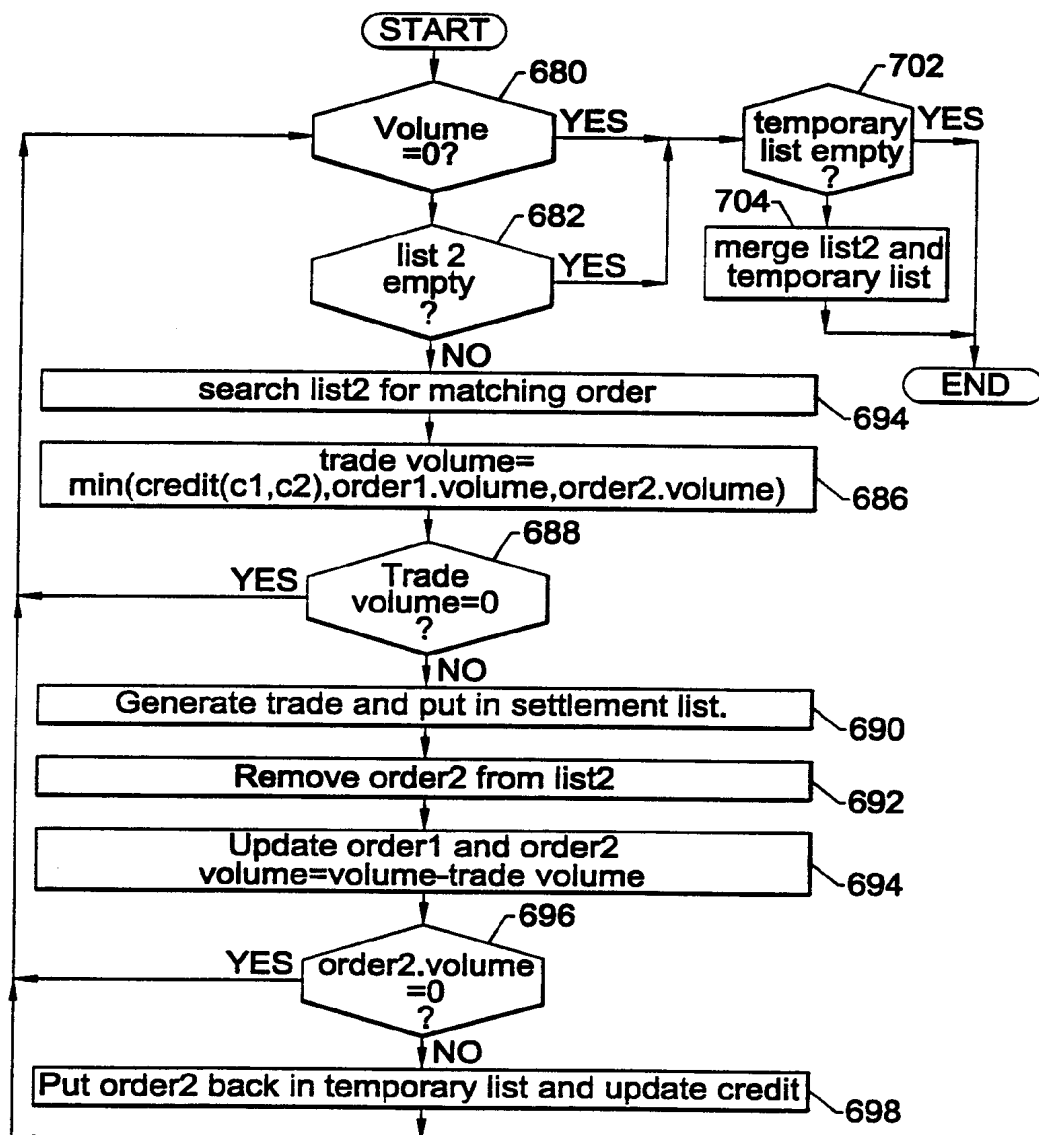 START
680
Volume
=0?
YES
702
temporary
list empty
?
YES
682
list 2
empty
?
YES
704
merge list2 and
temporary list
NO
END
search list2 for matching order
694
trade volume=
min(credit(c1,c2),order1.volume,order2.volume)
686
688
Trade
volume=0
?
YES
NO
Generate trade and put in settlement list.
690
Remove order2 from list2
692
Update order1 and order2
volume=volume-trade volume
694
696
order2.volume
=0
?
YES
NO
Put order2 back in temporary list and update credit
698